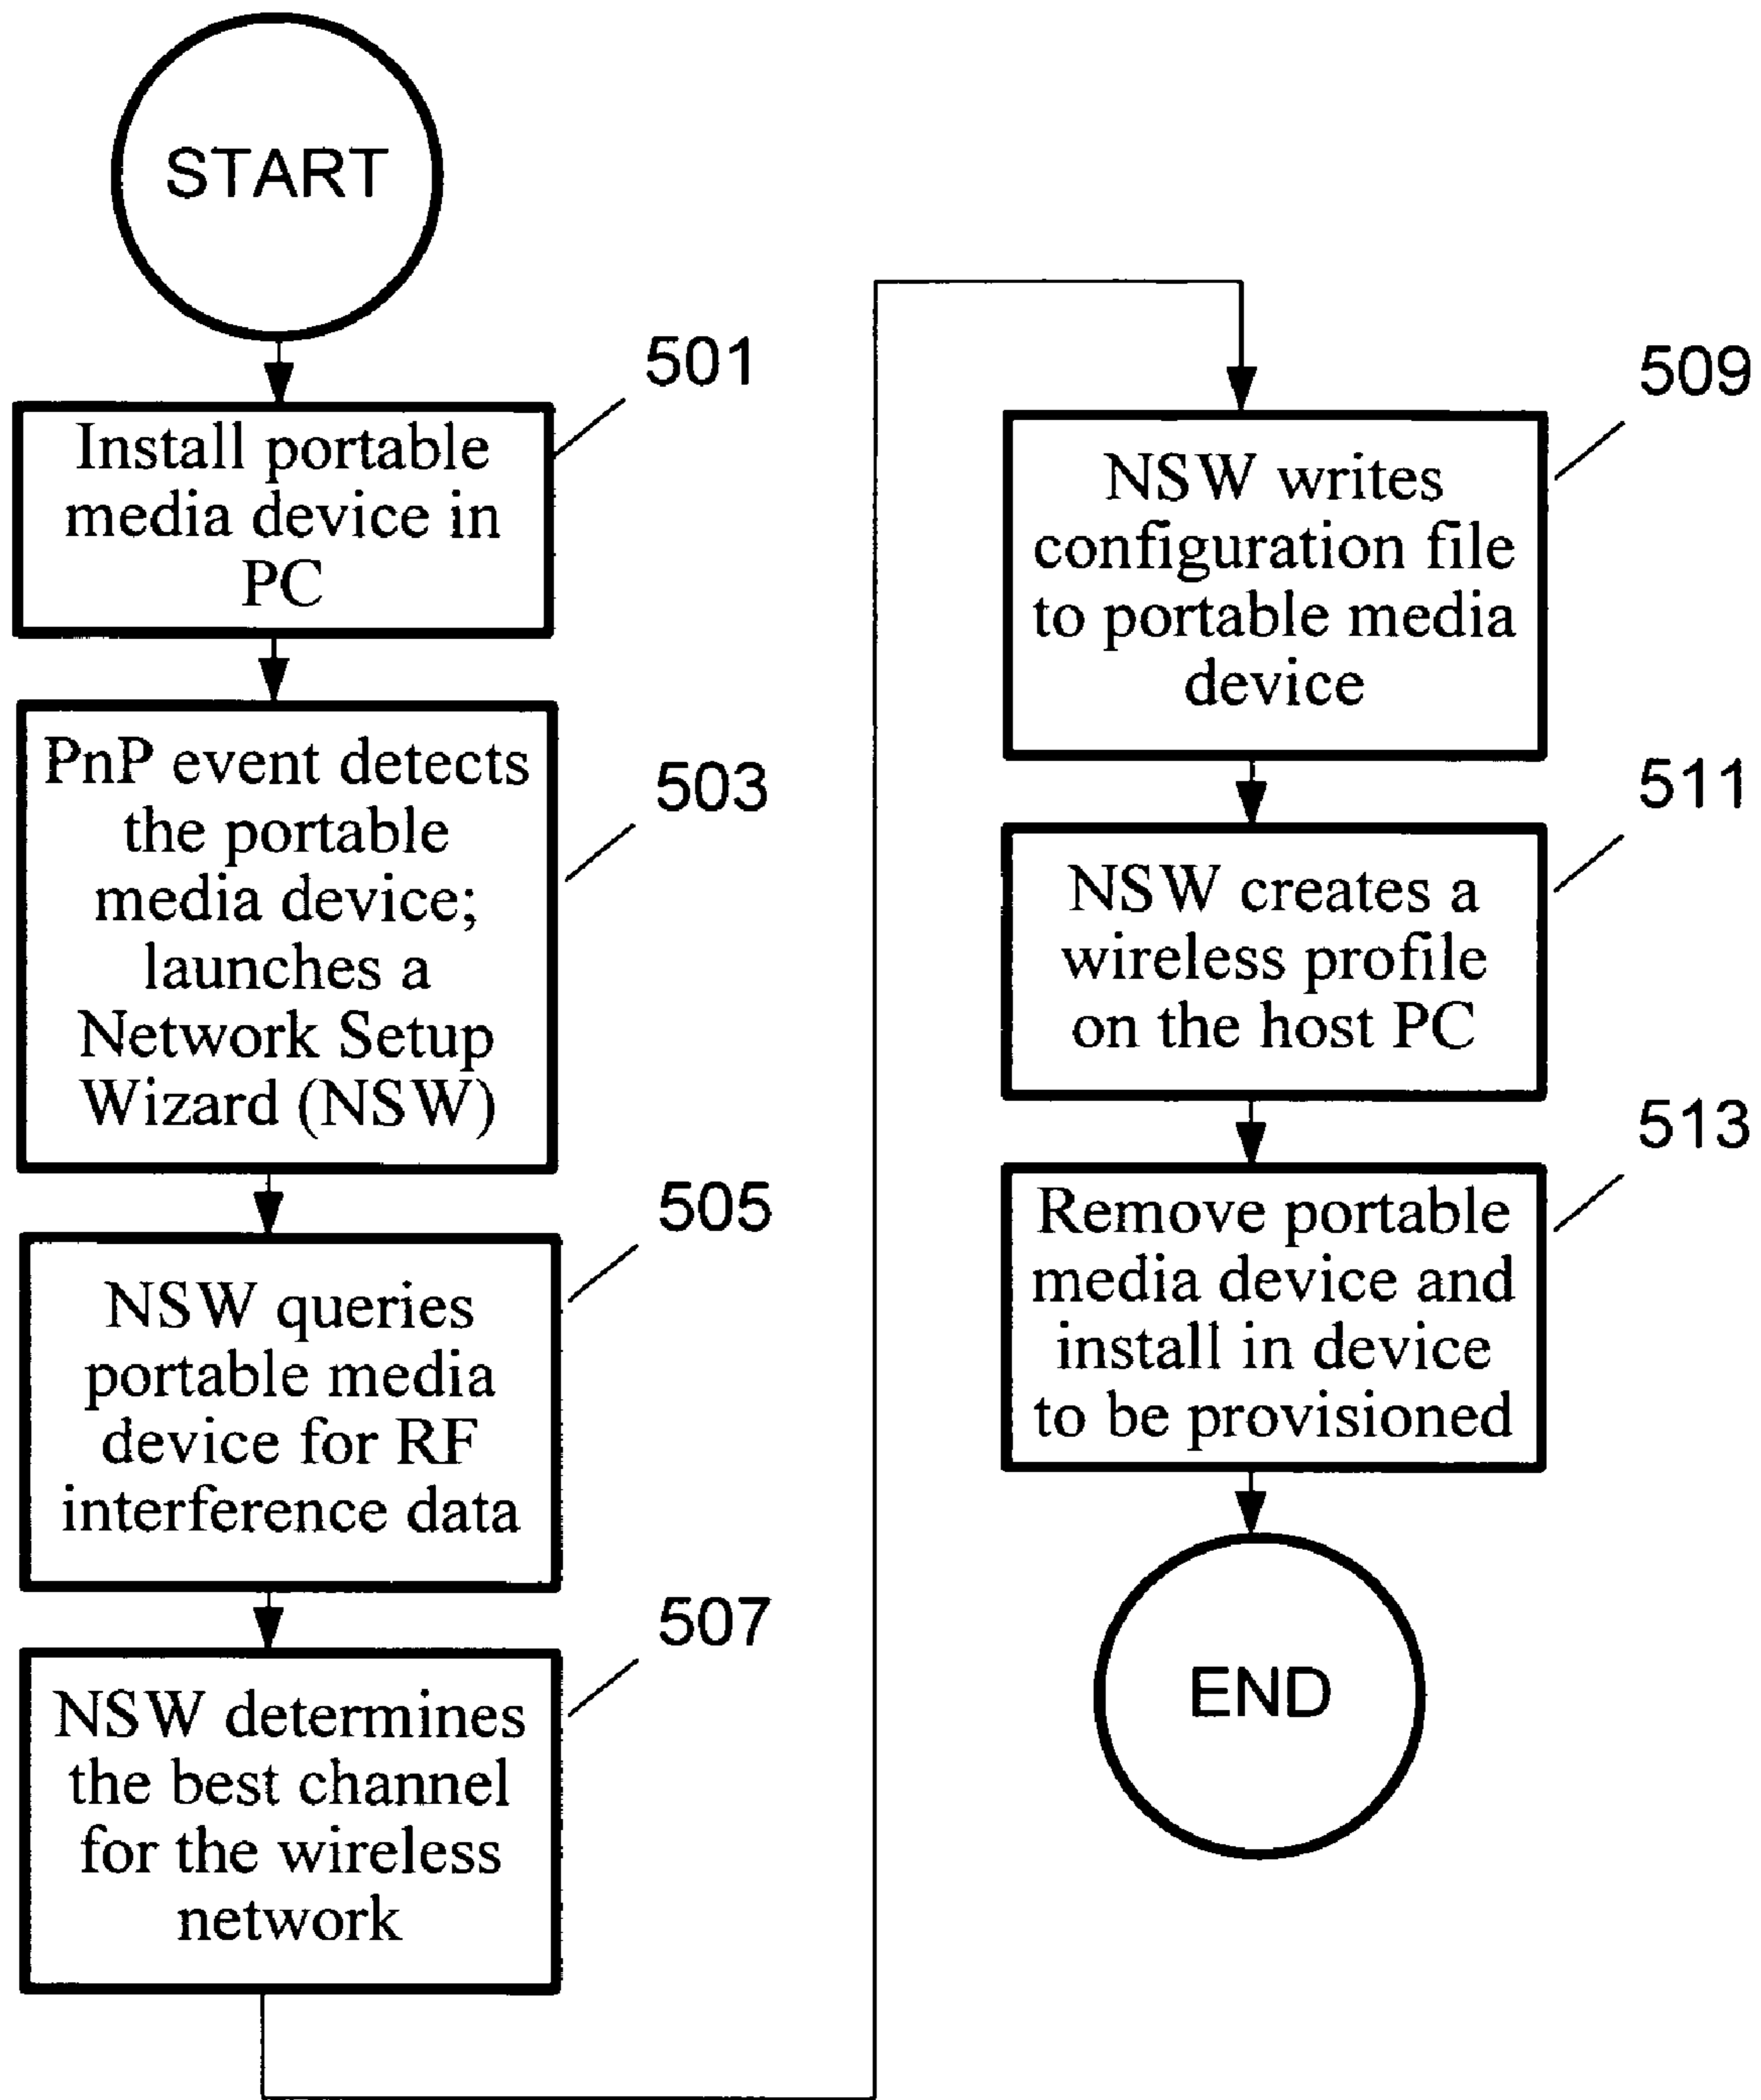 START
501
Install portable
media device in
PC
503
PnP event detects
the portable
media device;
launches a
Network Setup
Wizard (NSW)
505
NSW queries
portable media
device for RF
interference data
507
NSW determines
the best channel
for the wireless
network
509
NSW writes
configuration file
to portable media
device
511
NSW creates a
wireless profile
on the host PC
513
Remove portable
media device and
install in device
to be provisioned
END